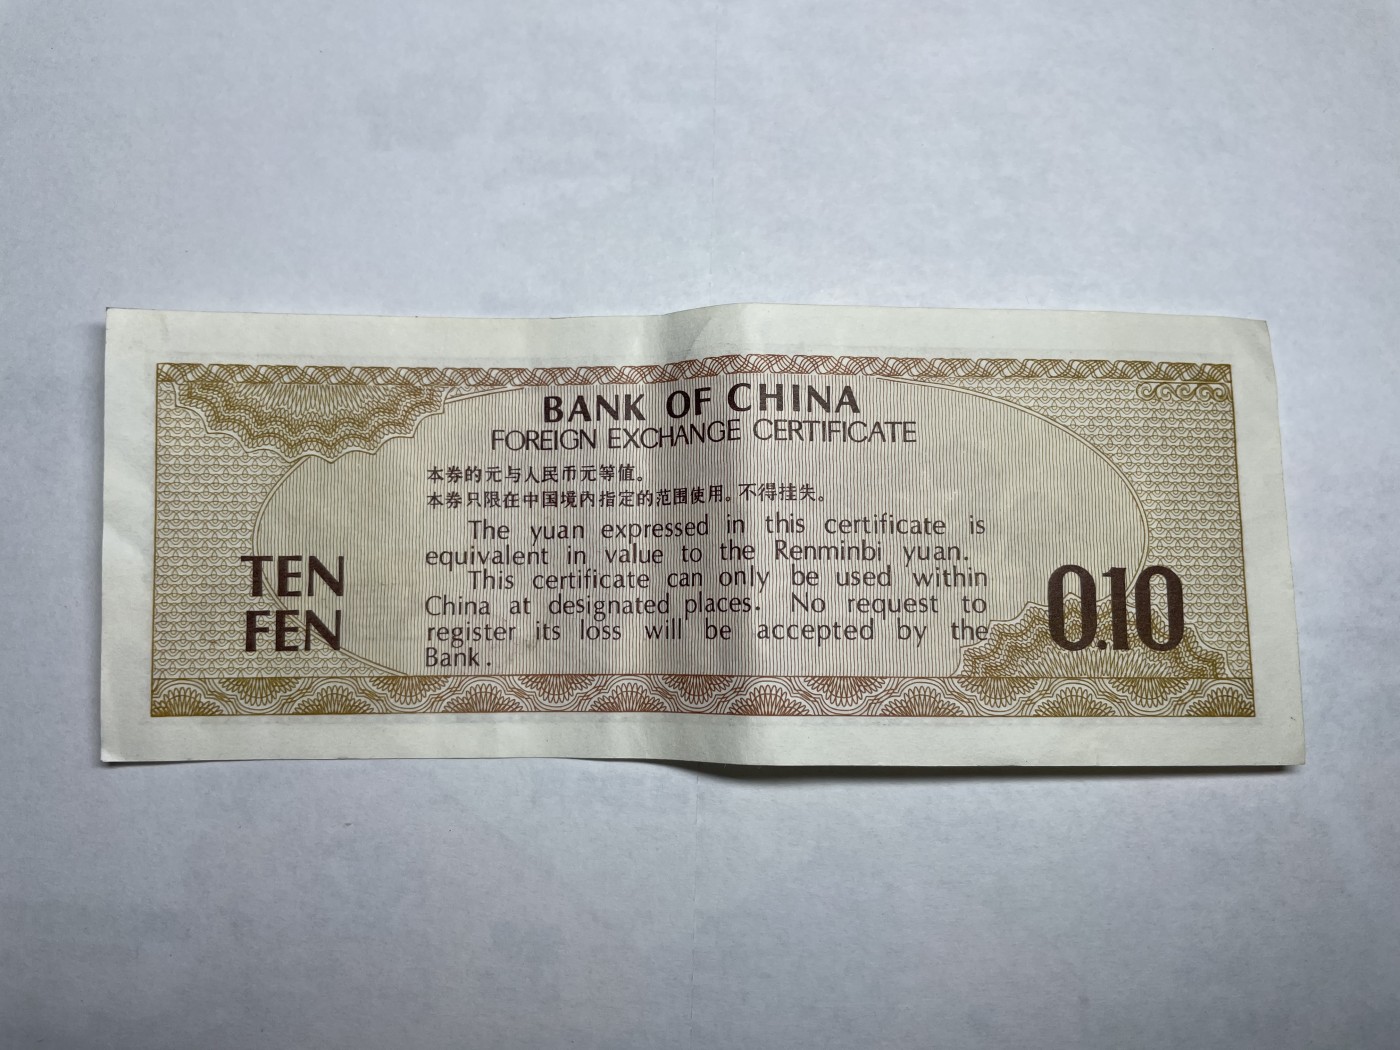 BANK OF CHINA
FOREIGN EXCHANGE CERTIFICATE
本券的元与人民币元等值。
本券只限在中国境内指定的范围使用。不得挂失。
The yuan expressed in this certificate is
equivalent in value to the Renminbi yuan.
This certificate can only be used within
China at designated places. No request to
register its loss will be accepted by the
Bank.
TEN
FEN
0.10